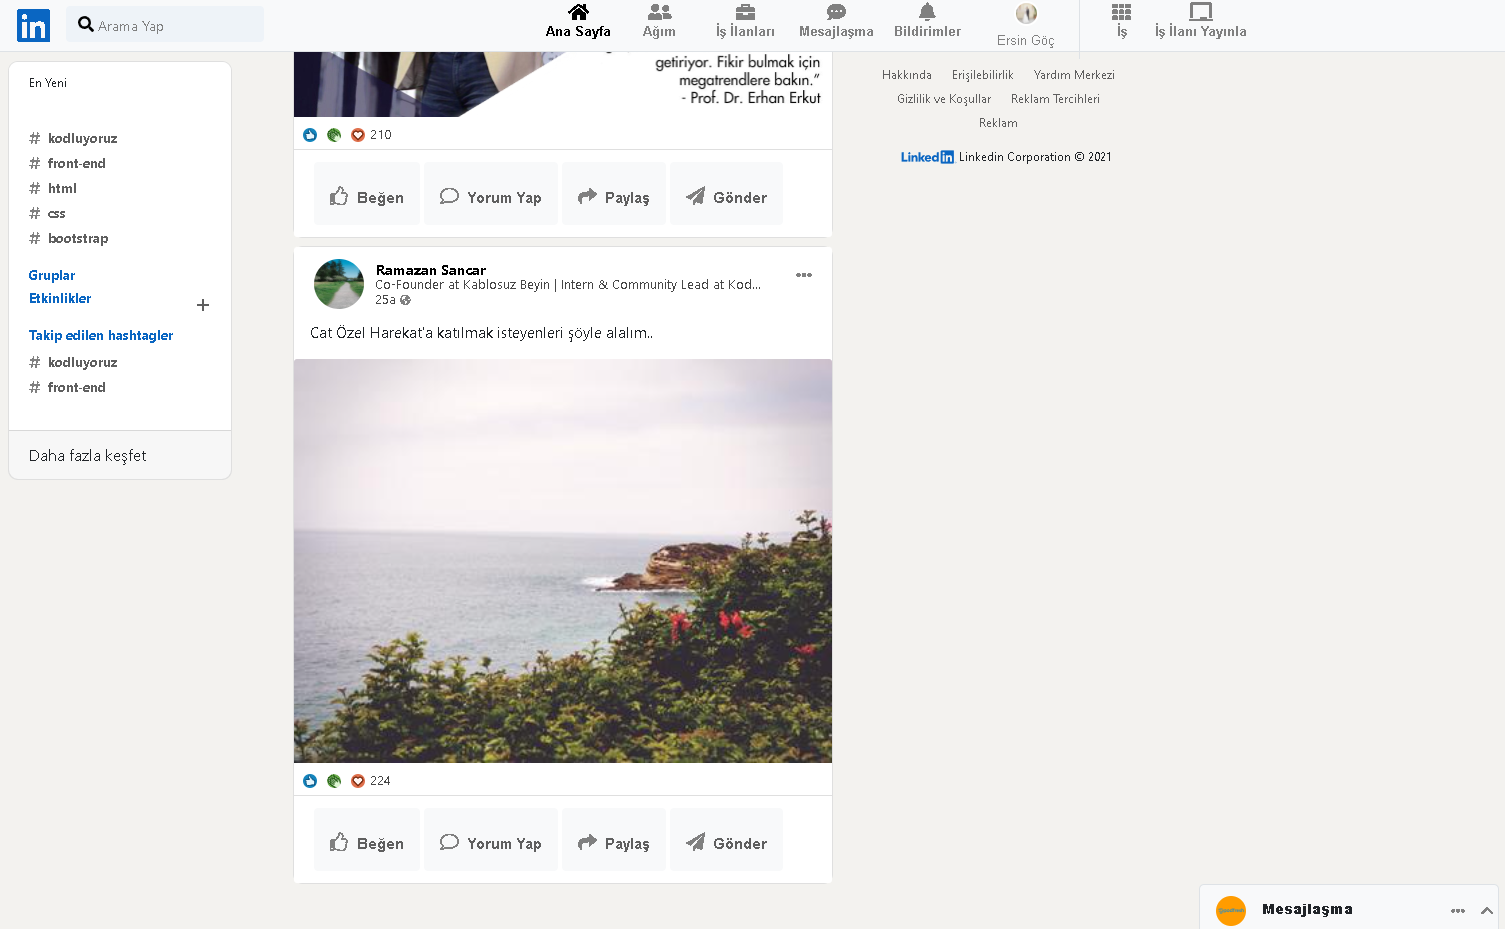 in
Arama Yap
Ana Sayfa
Ağım
İş İlanları
Mesajlaşma
Bildirimler
Ersin Göç
İş
İş İlanı Yayınla
En Yeni
# kodluyoruz
# front-end
# html
# css
# bootstrap
Gruplar
Etkinlikler
+
Takip edilen hashtagler
# kodluyoruz
# front-end
Daha fazla keşfet
getiriyor. Fikir bulmak için
megatrendlere bakın.”
- Prof. Dr. Erhan Erkut
210
Beğen
Yorum Yap
Paylaş
Gönder
Ramazan Sancar
Co-Founder at Kablosuz Beyin | Intern & Community Lead at Kod...
25a
Cat Özel Harekat'a katılmak isteyenleri şöyle alalım..
224
Beğen
Yorum Yap
Paylaş
Gönder
Hakkında Erişilebilirlik Yardım Merkezi
Gizlilik ve Koşullar Reklam Tercihleri
Reklam
Linkedin Linkedin Corporation © 2021
Mesajlaşma